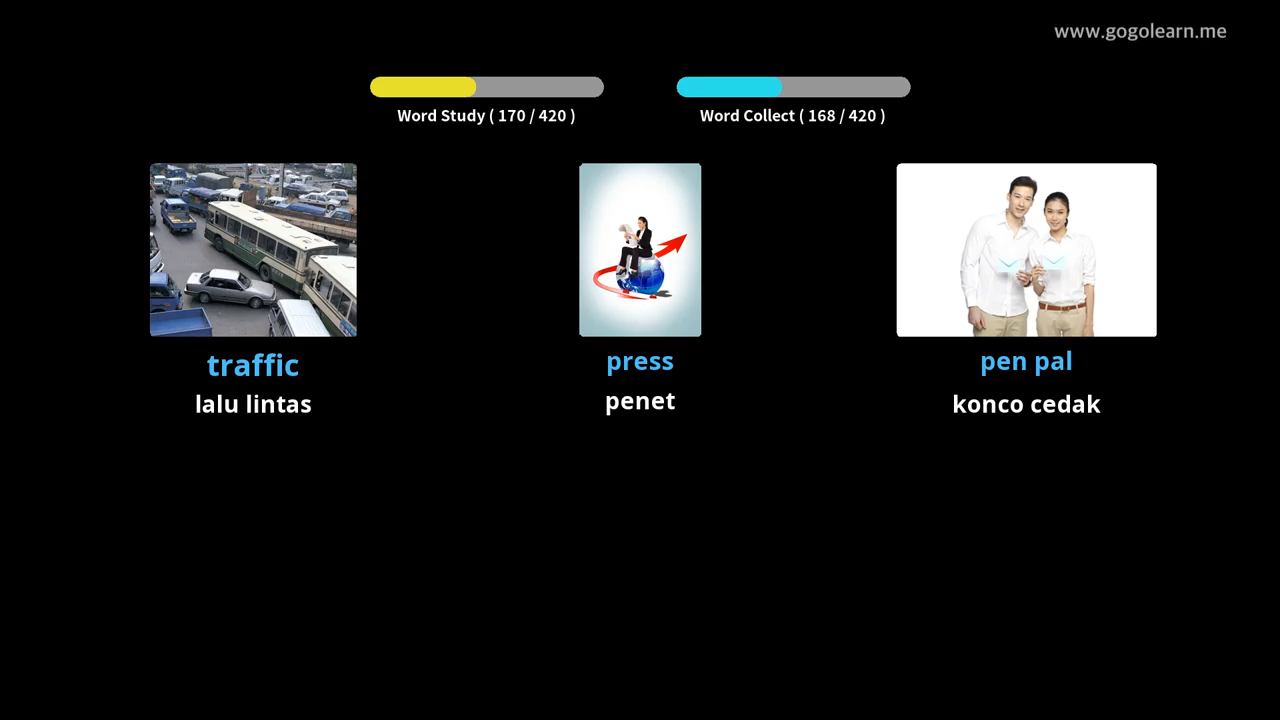 www.gogolearn.me
Word Study ( 170 / 420 )
Word Collect ( 168 / 420 )
traffic
press
pen pal
lalu lintas
penet
konco cedak